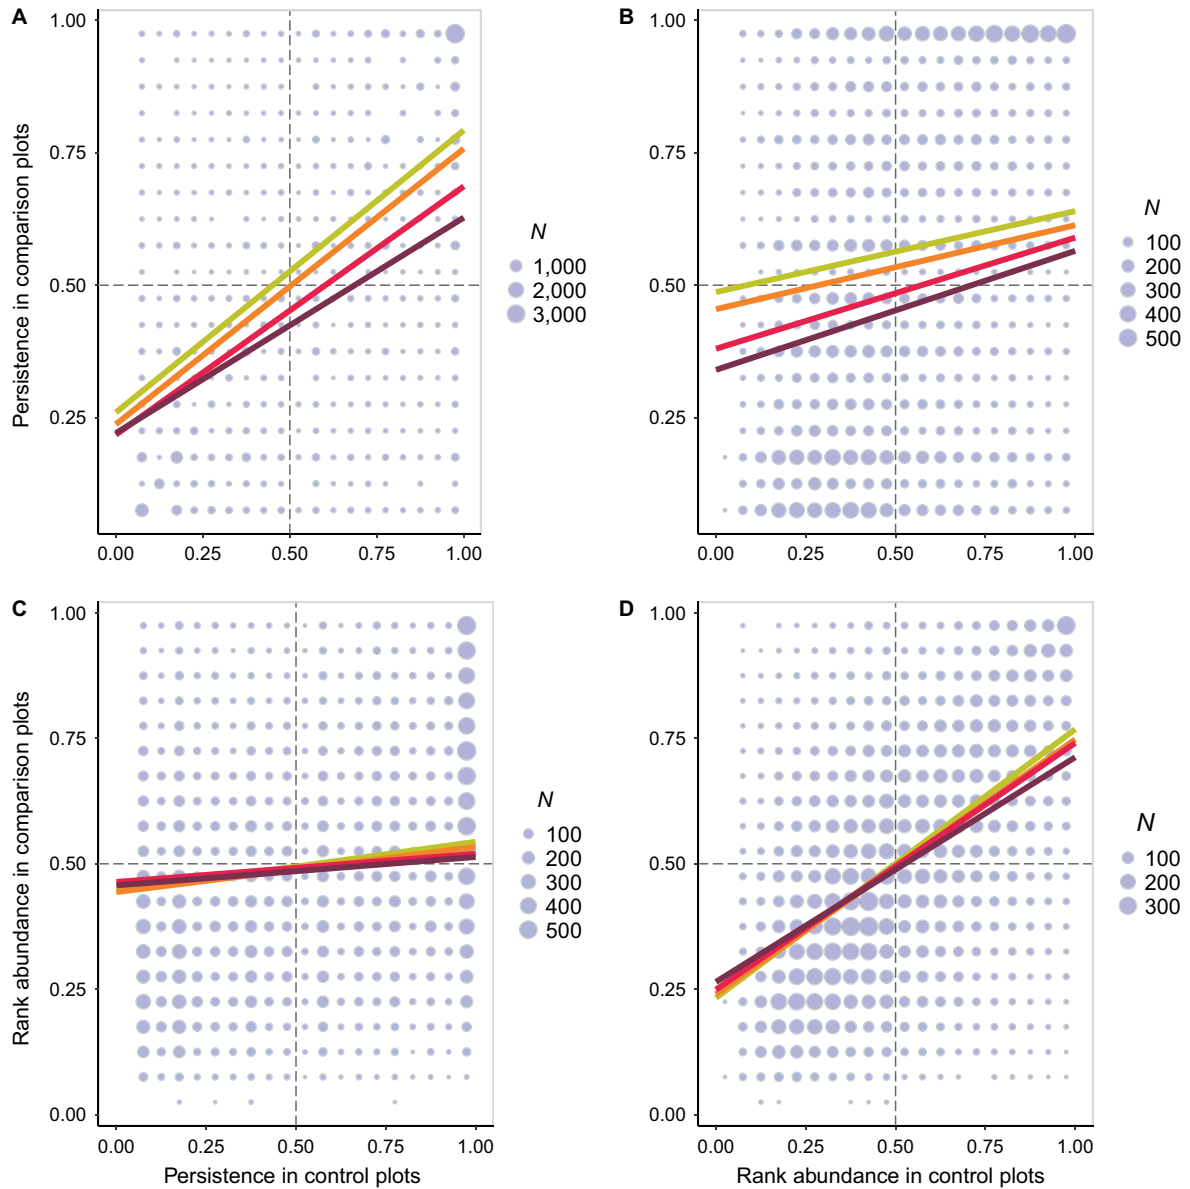 A
B
1.00
0.75
0.50
0.25
Persistence in comparison plots
0.00 0.25 0.50 0.75 1.00
N
1,000
2,000
3,000
1.00
0.75
0.50
0.25
0.00 0.25 0.50 0.75 1.00
N
100
200
300
400
500
C
D
1.00
0.75
0.50
0.25
0.00
Rank abundance in comparison plots
0.00 0.25 0.50 0.75 1.00
Persistence in control plots
N
100
200
300
400
500
1.00
0.75
0.50
0.25
0.00
0.00 0.25 0.50 0.75 1.00
Rank abundance in control plots
N
100
200
300